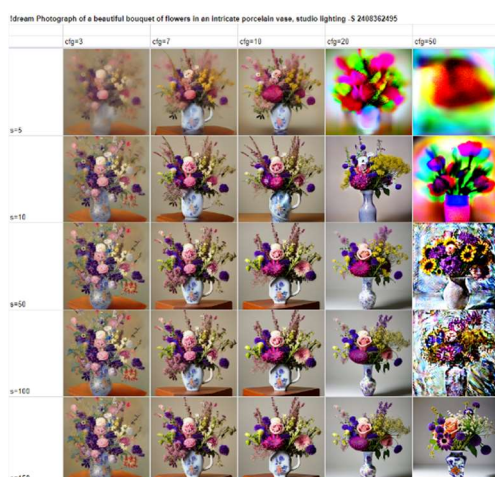 !dream Photograph of a beautiful bouquet of flowers in an intricate porcelain vase, studio lighting -S 2408362495
cfg=3 cfg=7 cfg=10 cfg=20 cfg=50
s=5
s=10
s=50
s=100